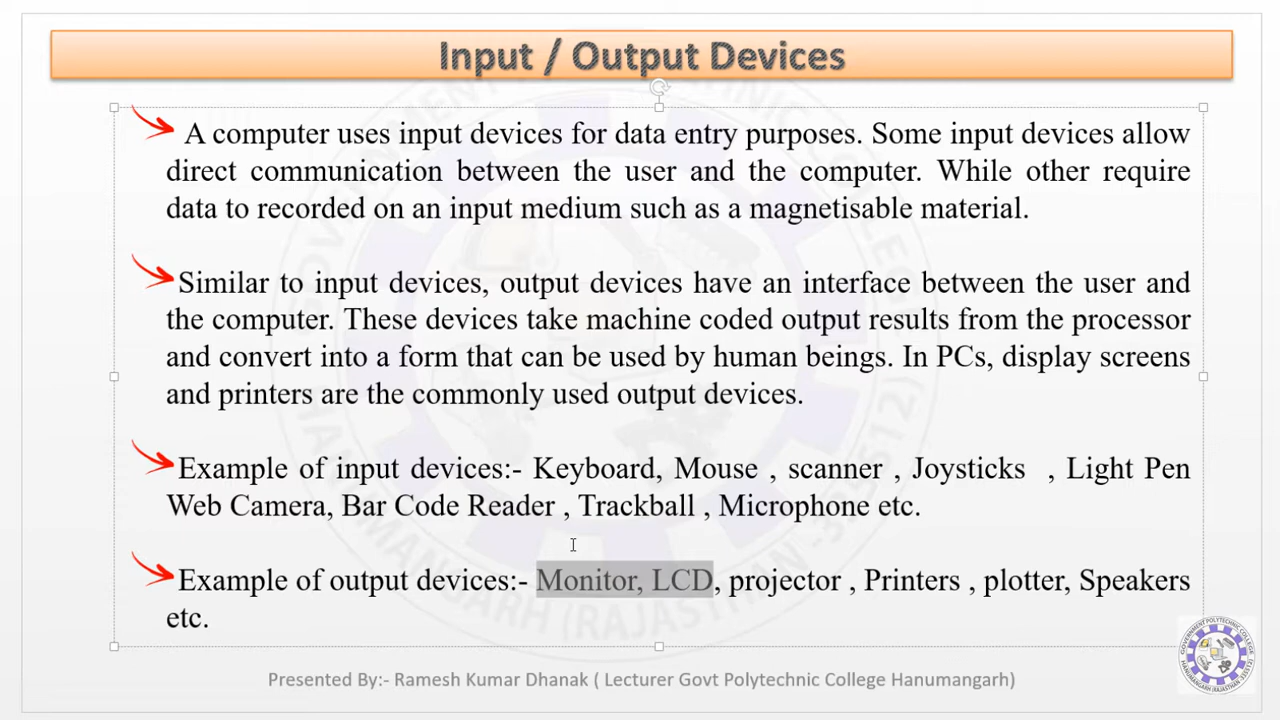 Input / Output Devices
A computer uses input devices for data entry purposes. Some input devices allow
direct communication between the user and the computer. While other require
data to recorded on an input medium such as a magnetisable material.
Similar to input devices, output devices have an interface between the user and
the computer. These devices take machine coded output results from the processor
and convert into a form that can be used by human beings. In PCs, display screens
and printers are the commonly used output devices.
Example of input devices:- Keyboard, Mouse , scanner , Joysticks , Light Pen
Web Camera, Bar Code Reader , Trackball , Microphone etc.
Example of output devices:- Monitor, LCD, projector , Printers , plotter, Speakers
etc.
Presented By:- Ramesh Kumar Dhanak ( Lecturer Govt Polytechnic College Hanumangarh)